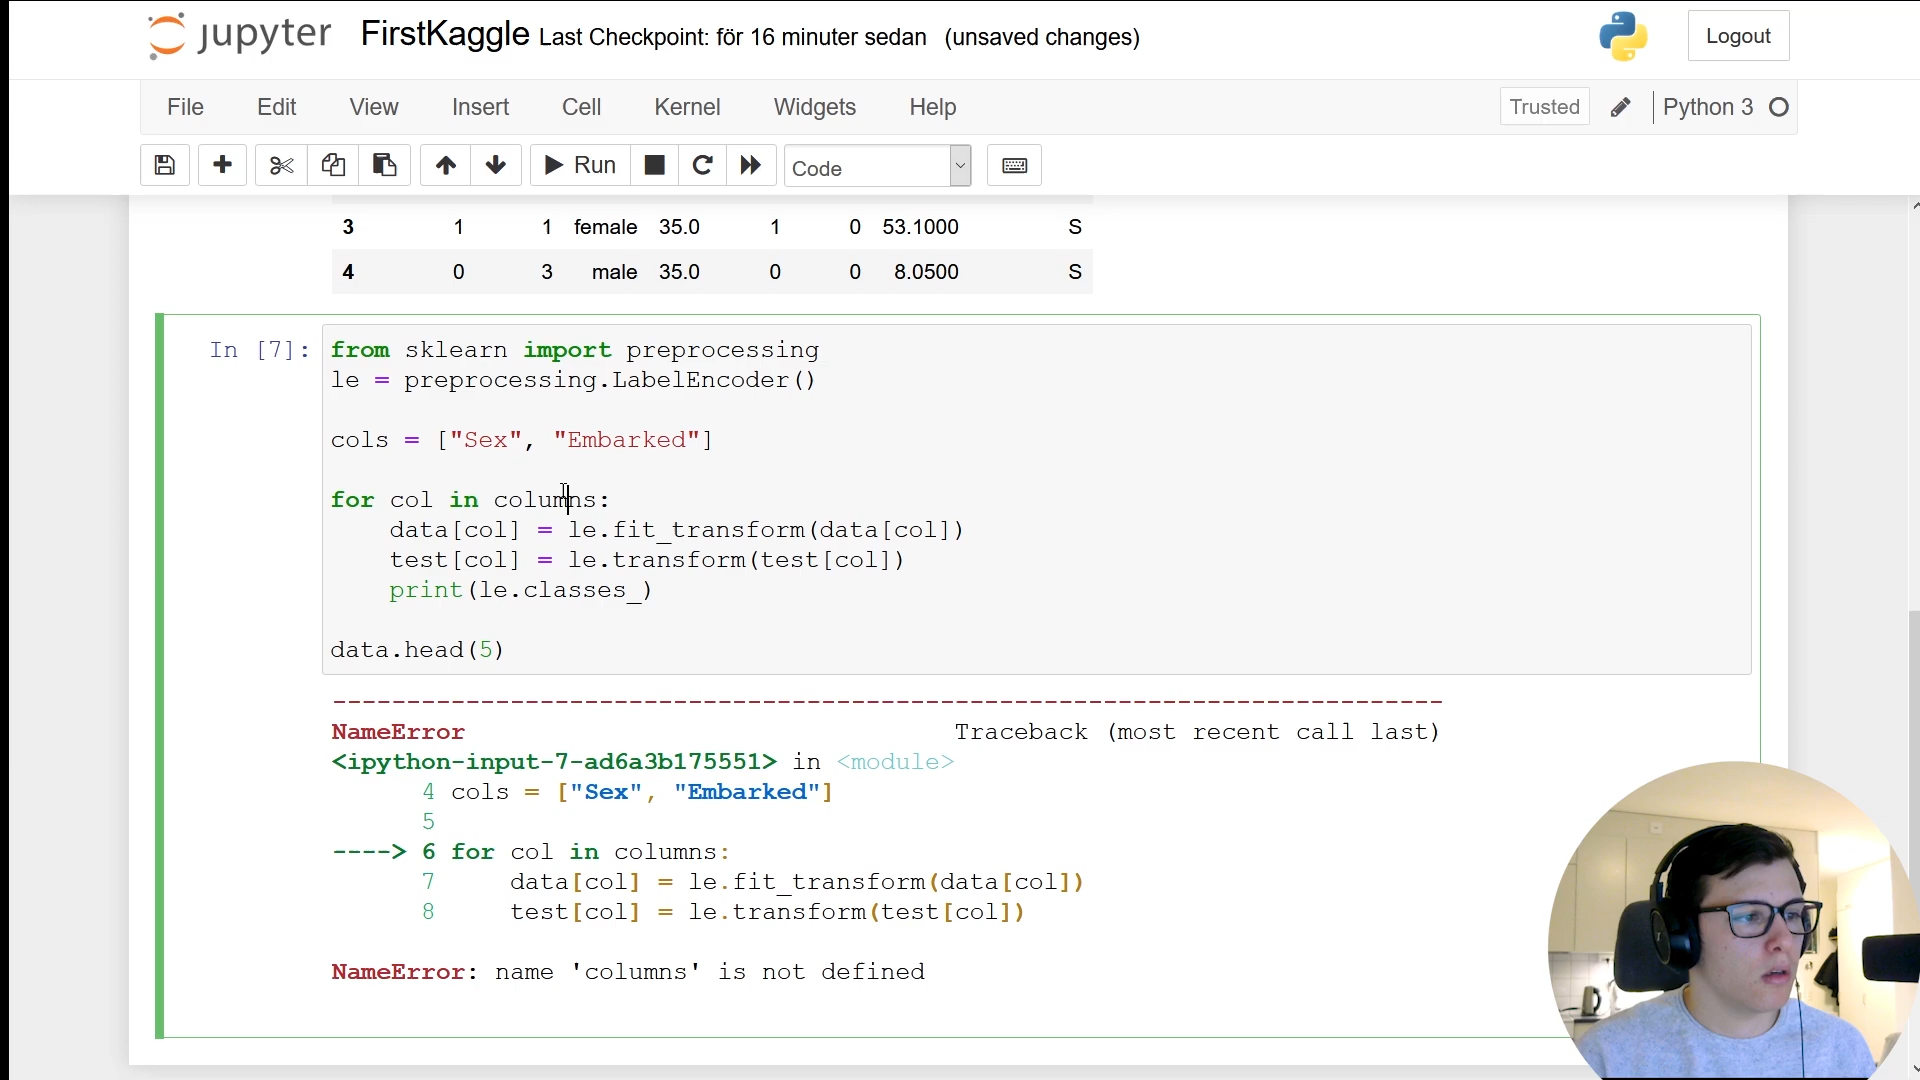 jupyter FirstKaggle Last Checkpoint: för 16 minuter sedan (unsaved changes) Logout
File Edit View Insert Cell Kernel Widgets Help Trusted Python 3
Run Code
3 1 1 female 35.0 1 0 53.1000 S
4 0 3 male 35.0 0 0 8.0500 S
In [7]: from sklearn import preprocessing
le = preprocessing.LabelEncoder()
cols = ["Sex", "Embarked"]
for col in columns:
    data[col] = le.fit_transform(data[col])
    test[col] = le.transform(test[col])
    print(le.classes_)
data.head(5)
---------------------------------------------------------------------------
NameError Traceback (most recent call last)
<ipython-input-7-ad6a3b175551> in <module>
4 cols = ["Sex", "Embarked"]
5
----> 6 for col in columns:
7     data[col] = le.fit_transform(data[col])
8     test[col] = le.transform(test[col])
NameError: name 'columns' is not defined